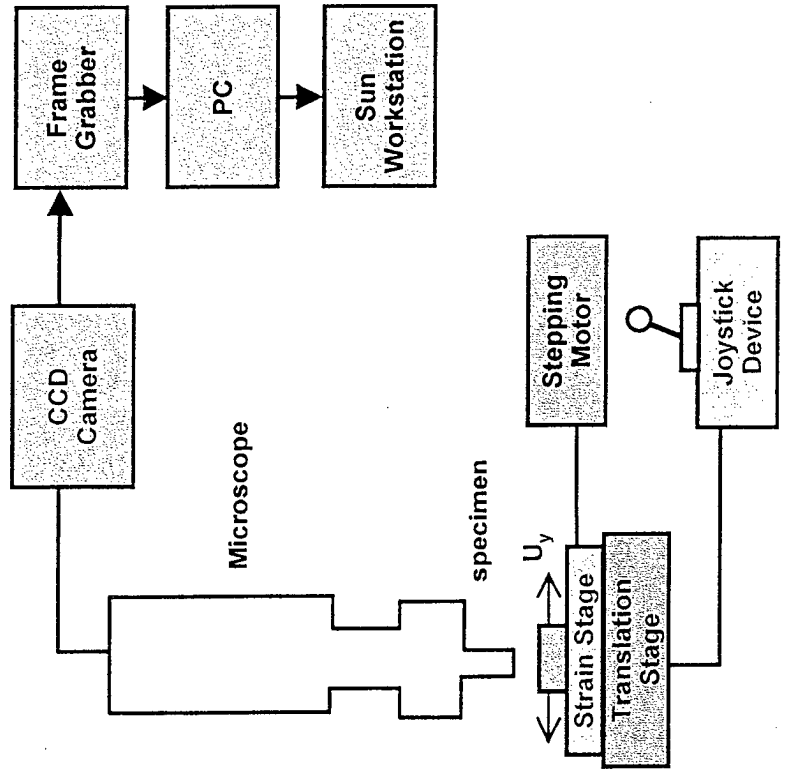 Frame
Grabber
PC
Sun
Workstation
CCD
Camera
Microscope
specimen
Uy
Stepping
Motor
Strain Stage
Translation
Stage
Joystick
Device